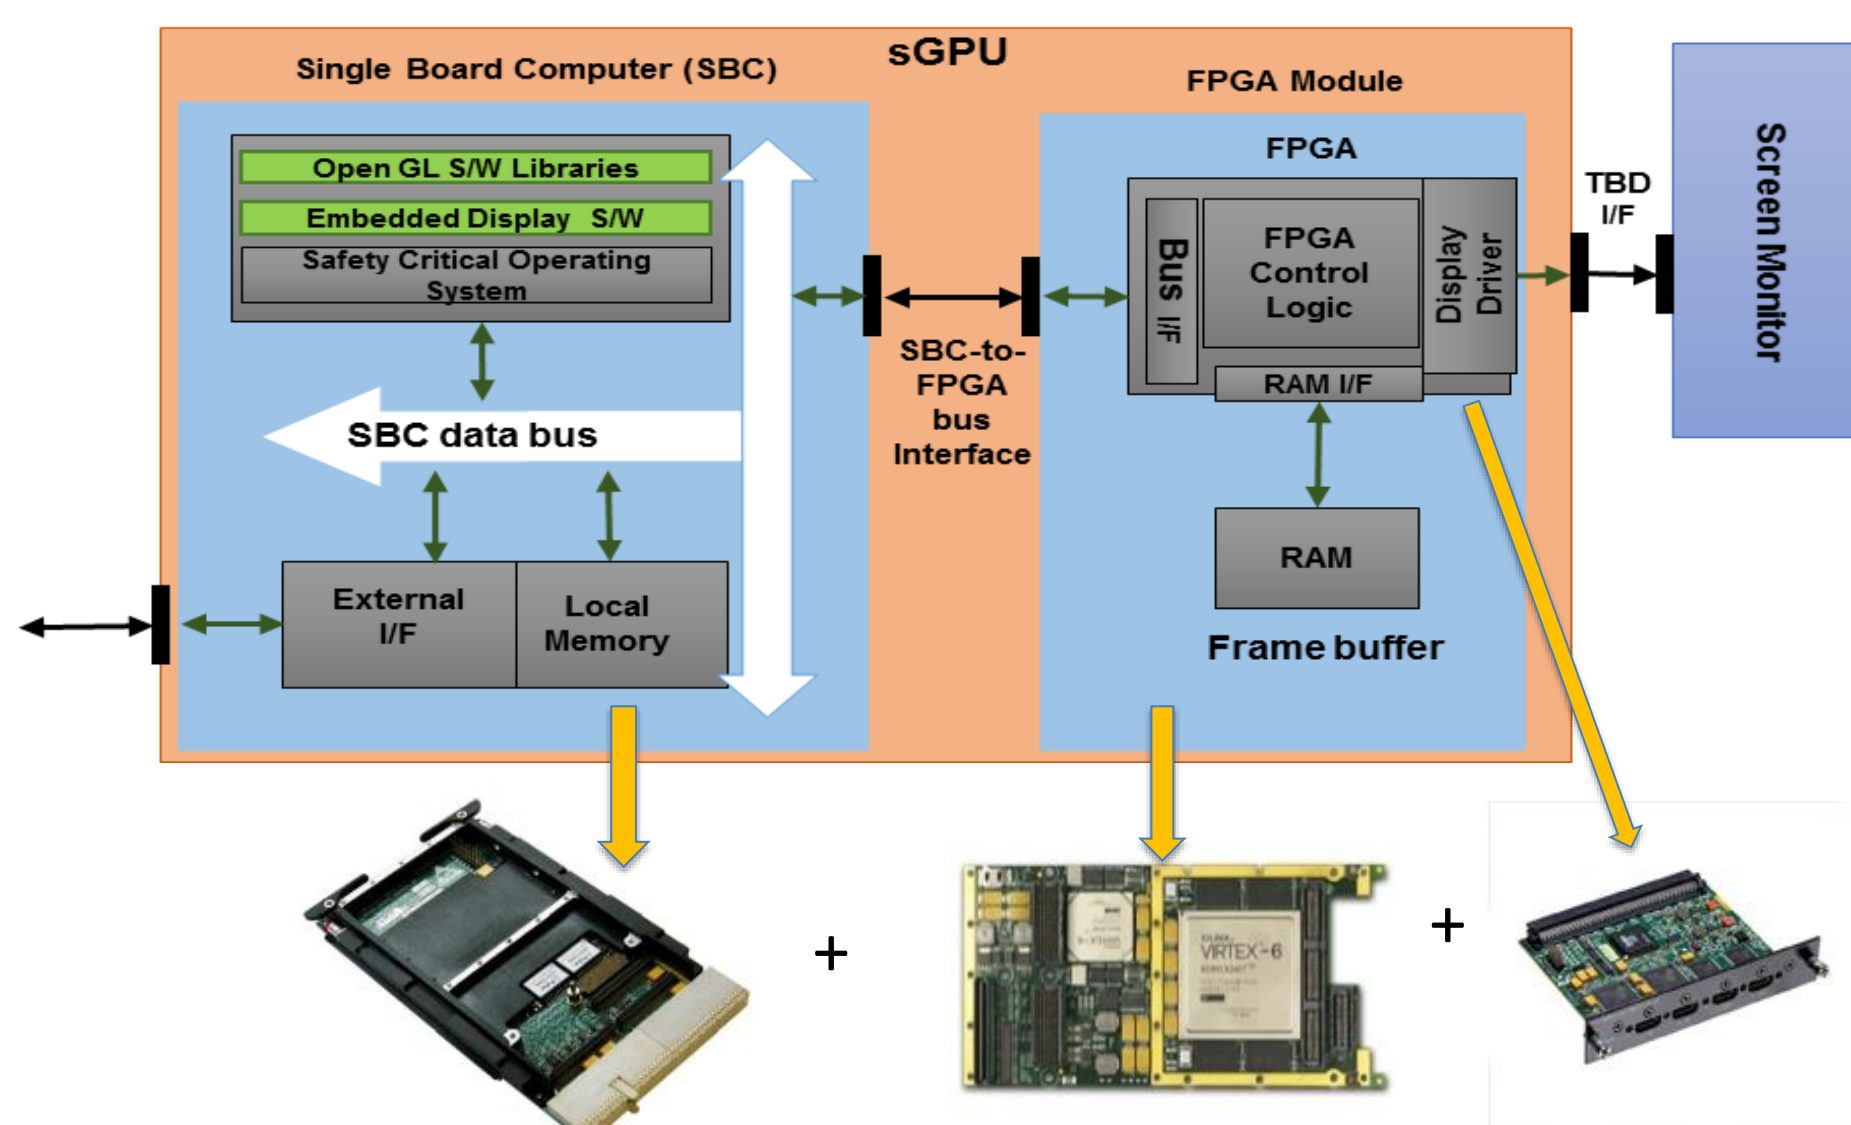 sGPU
Single Board Computer (SBC)
FPGA Module
Open GL S/W Libraries
Embedded Display S/W
Safety Critical Operating
System
SBC data bus
External
I/F
Local
Memory
SBC-to-
FPGA
bus
Interface
FPGA
Bus I/F
FPGA
Control
Logic
Display
Driver
RAM I/F
RAM
Frame buffer
TBD
I/F
Screen Monitor
+
VIRTEX-6
+